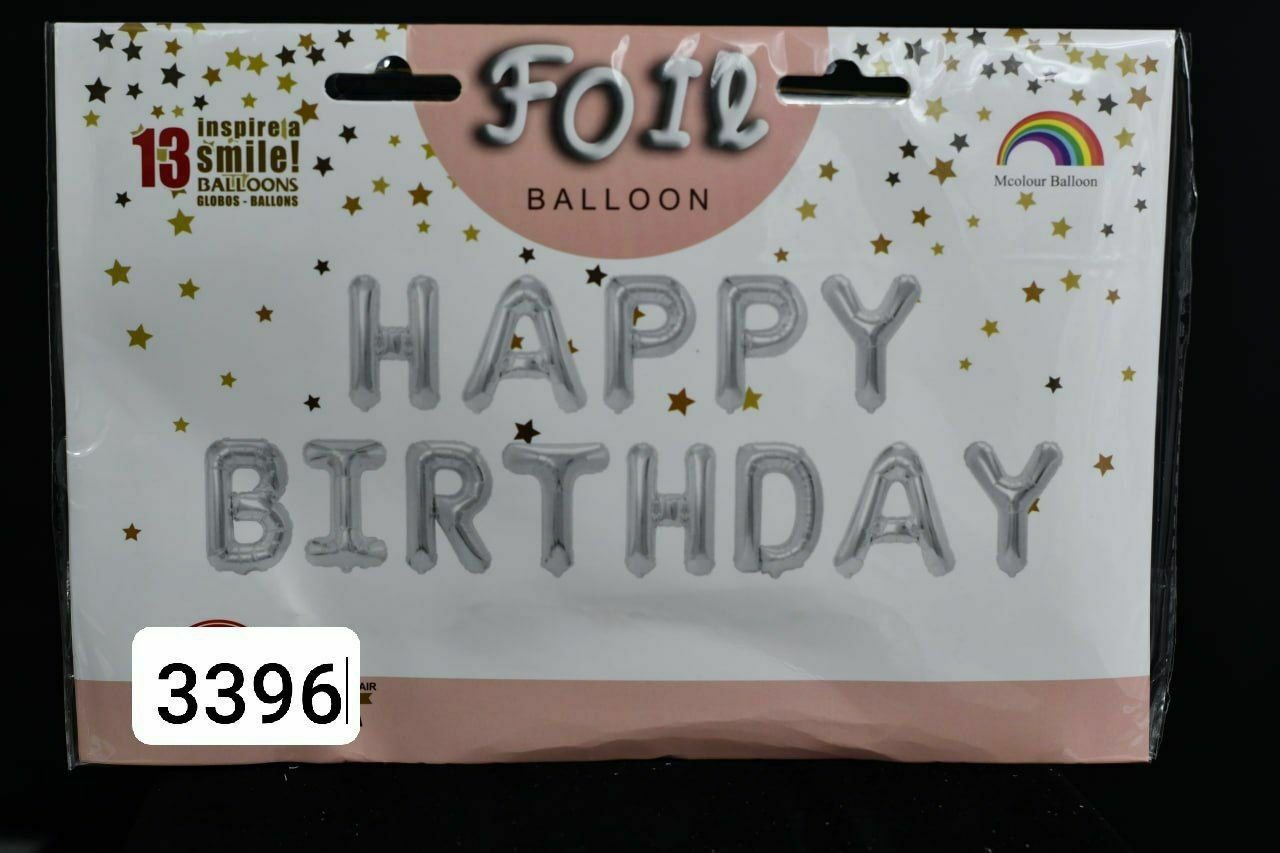 FOIL
BALLOON
13
inspire a
smile!
BALLOONS
GLOBOS - BALLONS
Mcolour Balloon
HAPPY
BIRTHDAY
3396
AIR